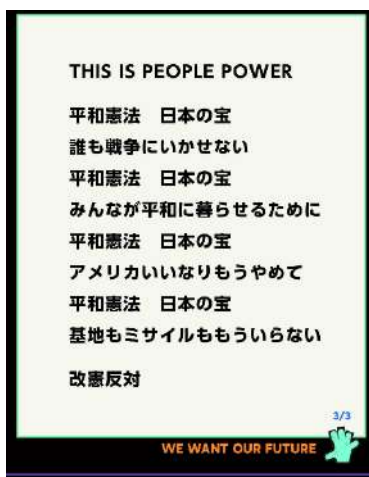 THIS IS PEOPLE POWER
平和憲法　日本の宝
誰も戦争にいかせない
平和憲法　日本の宝
みんなが平和に暮らせるために
平和憲法　日本の宝
アメリカいいなりもうやめて
平和憲法　日本の宝
基地もミサイルももういらない
改憲反対
3/3
WE WANT OUR FUTURE